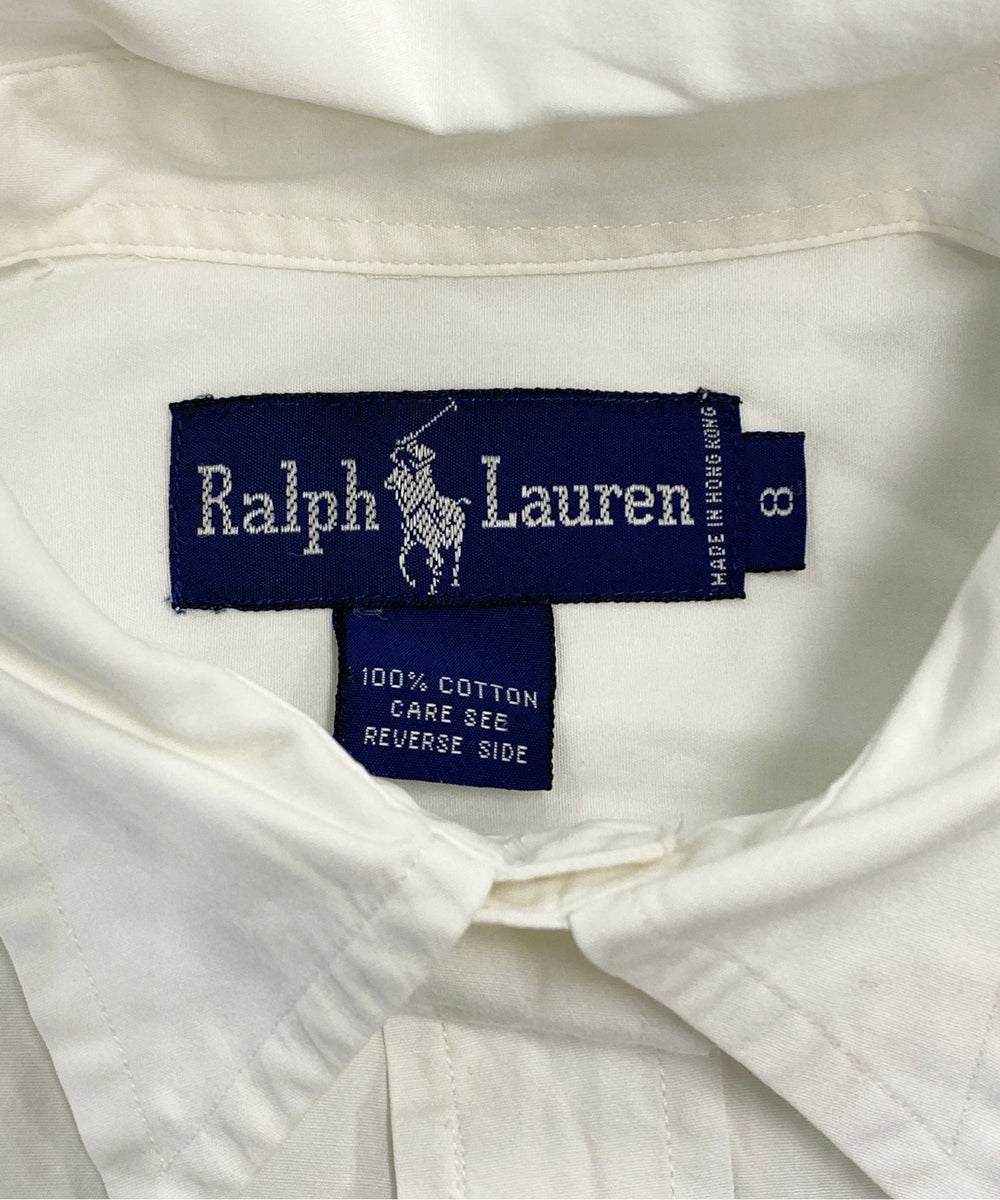 Ralph Lauren
MADE IN HONG KONG
8
100% COTTON
CARE SEE
REVERSE SIDE